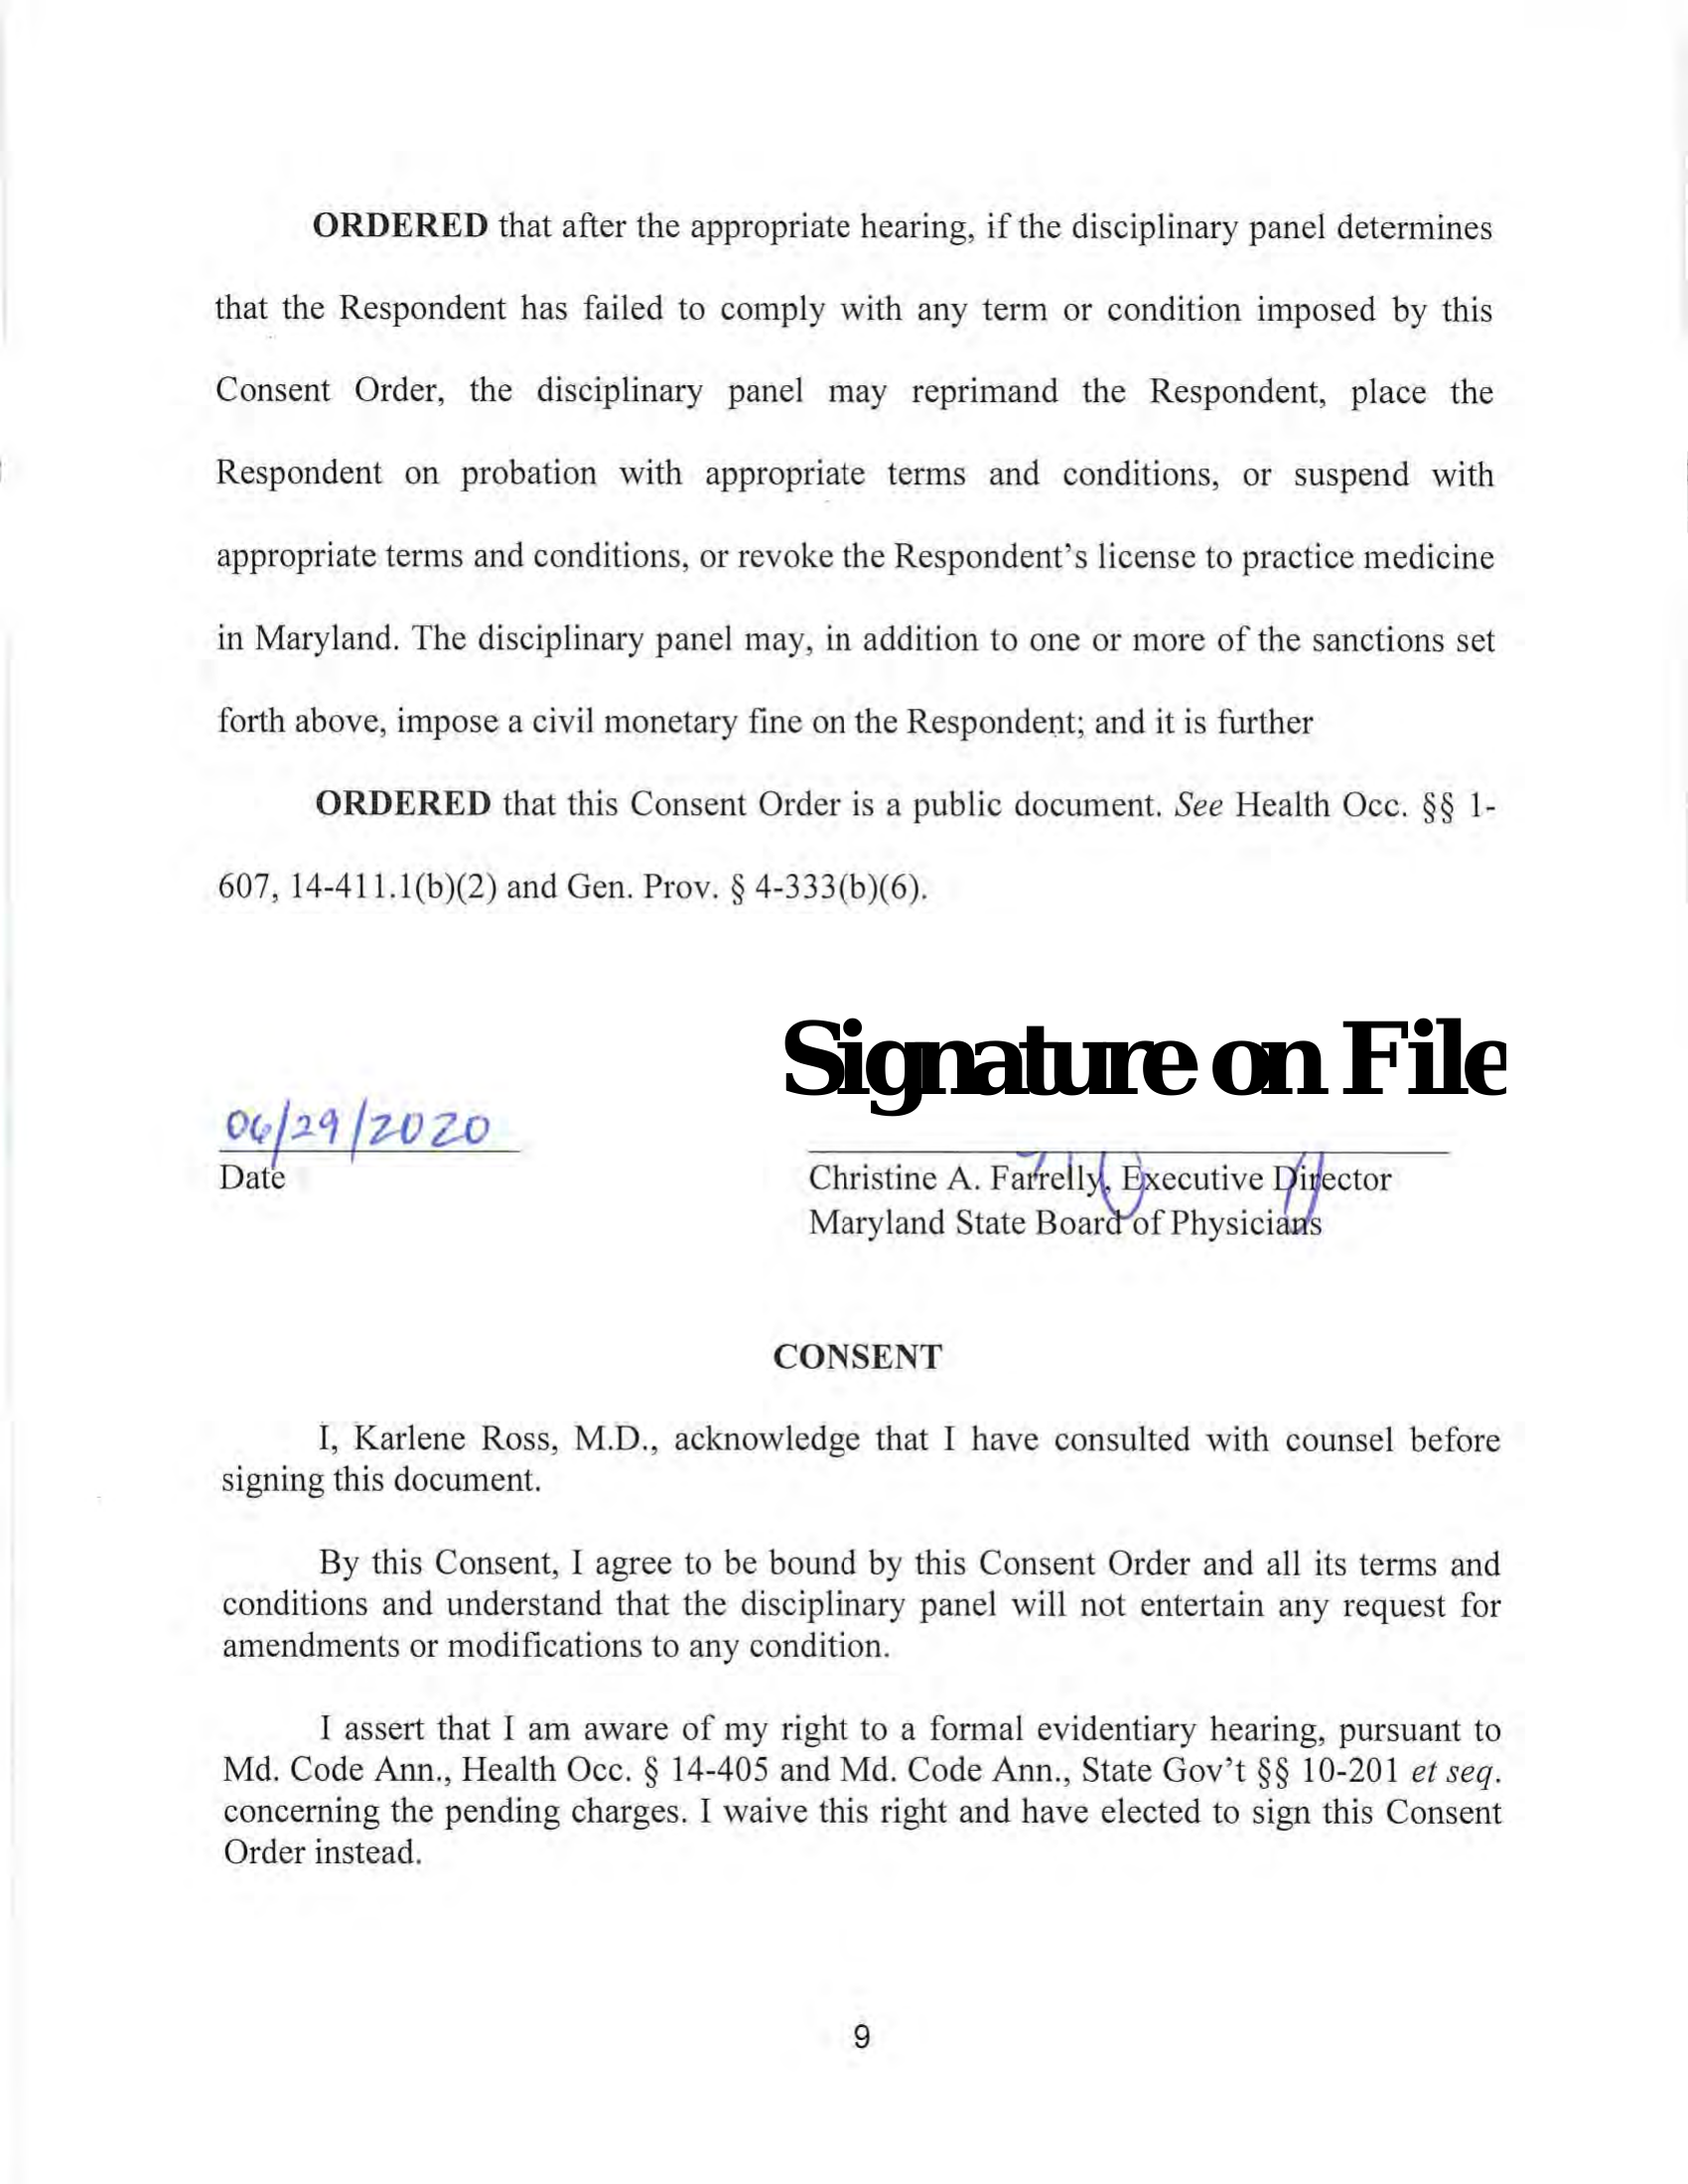 ORDERED that after the appropriate hearing, if the disciplinary panel determines
that the Respondent has failed to comply with any term or condition imposed by this
Consent Order, the disciplinary panel may reprimand the Respondent, place the
Respondent on probation with appropriate terms and conditions, or suspend with
appropriate terms and conditions, or revoke the Respondent's license to practice medicine
in Maryland. The disciplinary panel may, in addition to one or more of the sanctions set
forth above, impose a civil monetary fine on the Respondent; and it is further
ORDERED that this Consent Order is a public document. See Health Occ. §§ 1-
607, 14-411.1(b)(2) and Gen. Prov. § 4-333(b)(6).
Signature on File
06/29/2020
Date
Christine A. Farrelly, Executive Director
Maryland State Board of Physicians
CONSENT
I, Karlene Ross, M.D., acknowledge that I have consulted with counsel before
signing this document.
By this Consent, I agree to be bound by this Consent Order and all its terms and
conditions and understand that the disciplinary panel will not entertain any request for
amendments or modifications to any condition.
I assert that I am aware of my right to a formal evidentiary hearing, pursuant to
Md. Code Ann., Health Occ. § 14-405 and Md. Code Ann., State Gov't §§ 10-201 et seq.
concerning the pending charges. I waive this right and have elected to sign this Consent
Order instead.
9